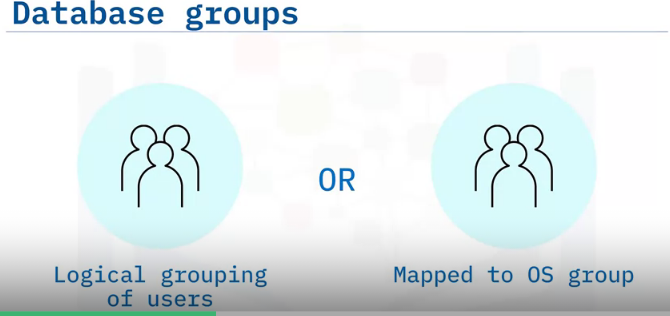 Database groups
OR
Logical grouping
of users
Mapped to OS group